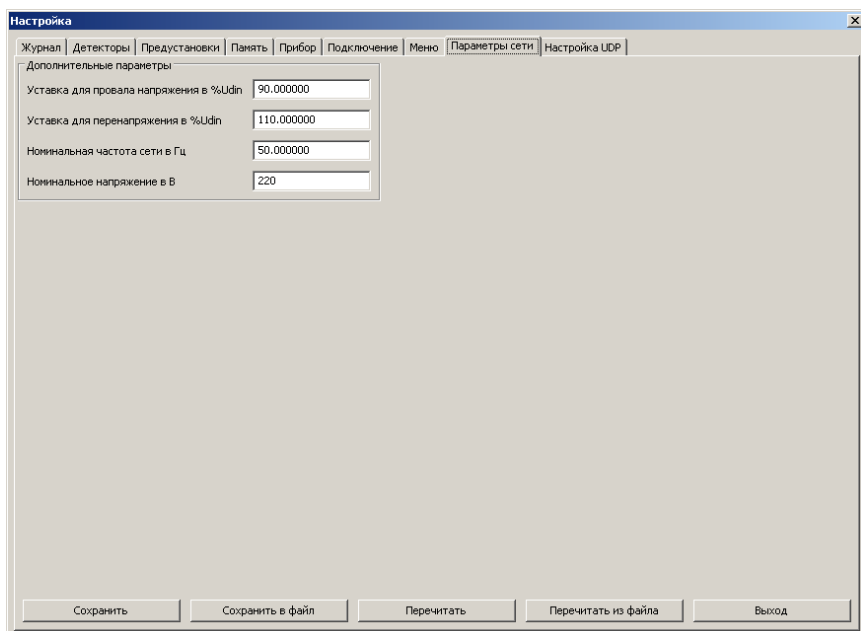 Настройка
Журнал Детекторы Предустановки Память Прибор Подключение Меню Параметры сети Настройка UDP
Дополнительные параметры
Уставка для провала напряжения в %Udin 90.000000
Уставка для перенапряжения в %Udin 110.000000
Номинальная частота сети в Гц 50.000000
Номинальное напряжение в В 220
Сохранить Сохранить в файл Перечитать Перечитать из файла Выход